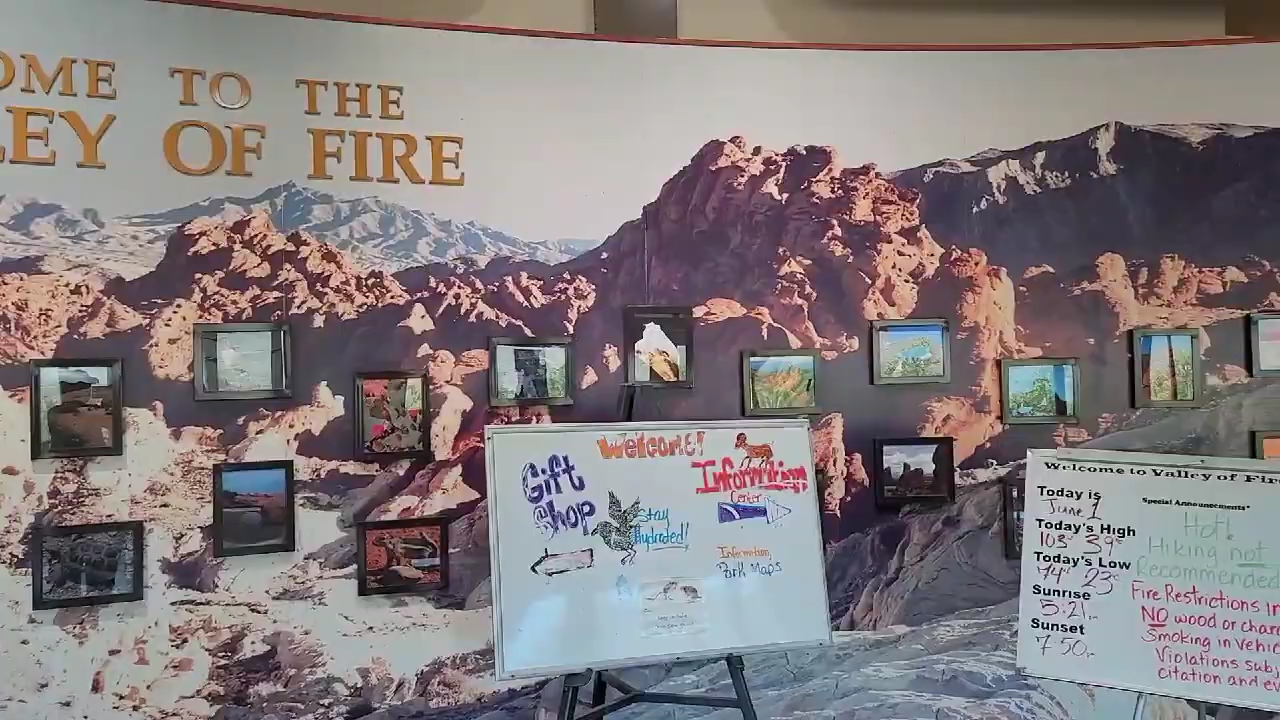 OME TO THE
LEY OF FIRE
Welcome!
Gift
Shop
Stay
Hydrated!
Information
Center
Information,
Park Maps
Welcome to Valley of Fire
Today is
June 1
Today's High
103° 39°
Today's Low
74° 23°
Sunrise
5:21
Sunset
7 50
Special Announcements*
Hot!
Hiking not
Recommended
Fire Restrictions In
NO wood or char
Smoking in vehic
Violations subj
citation and ev